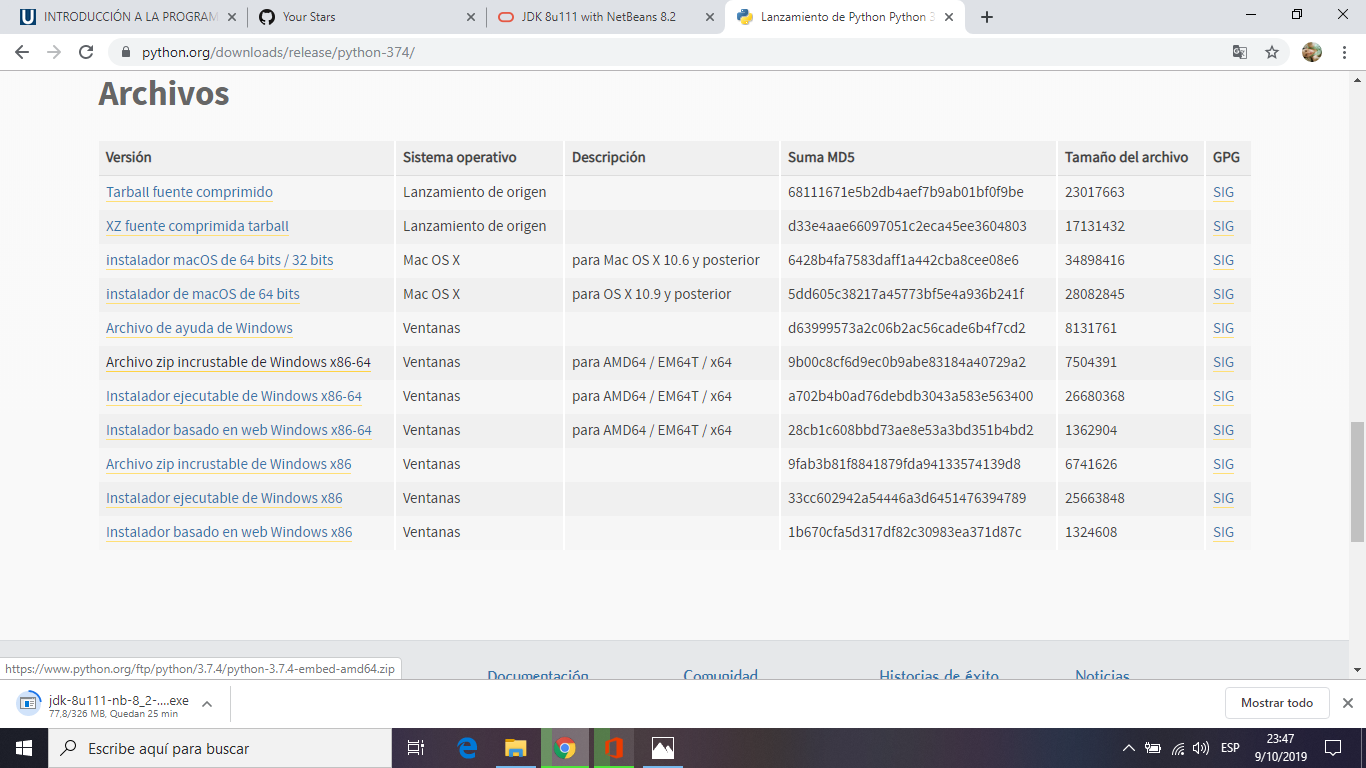 INTRODUCCIÓN A LA PROGRAM
Your Stars
JDK 8u111 with NetBeans 8.2
Lanzamiento de Python Python 3
python.org/downloads/release/python-374/
Archivos
Versión Sistema operativo Descripción Suma MD5 Tamaño del archivo GPG
Tarball fuente comprimido Lanzamiento de origen 68111671e5b2db4aef7b9ab01bf0f9be 23017663 SIG
XZ fuente comprimida tarball Lanzamiento de origen d33e4aae66097051c2eca45ee3604803 17131432 SIG
instalador macOS de 64 bits / 32 bits Mac OS X para Mac OS X 10.6 y posterior 6428b4fa7583daff1a442cba8cee08e6 34898416 SIG
instalador de macOS de 64 bits Mac OS X para OS X 10.9 y posterior 5dd605c38217a45773bf5e4a936b241f 28082845 SIG
Archivo de ayuda de Windows Ventanas d63999573a2c06b2ac56cade6b4f7cd2 8131761 SIG
Archivo zip incrustable de Windows x86-64 Ventanas para AMD64 / EM64T / x64 9b00c8cf6d9ec0b9abe83184a40729a2 7504391 SIG
Instalador ejecutable de Windows x86-64 Ventanas para AMD64 / EM64T / x64 a702b4b0ad76debdb3043a583e563400 26680368 SIG
Instalador basado en web Windows x86-64 Ventanas para AMD64 / EM64T / x64 28cb1c608bbd73ae8e53a3bd351b4bd2 1362904 SIG
Archivo zip incrustable de Windows x86 Ventanas 9fab3b81f8841879fda94133574139d8 6741626 SIG
Instalador ejecutable de Windows x86 Ventanas 33cc602942a54446a3d6451476394789 25663848 SIG
Instalador basado en web Windows x86 Ventanas 1b670cfa5d317df82c30983ea371d87c 1324608 SIG
https://www.python.org/ftp/python/3.7.4/python-3.7.4-embed-amd64.zip
Documentación Comunidad Historias de éxito Noticias
jdk-8u111-nb-8_2-....exe
77,8/326 MB, Quedan 25 min
Mostrar todo
Escribe aquí para buscar
ESP
23:47
9/10/2019